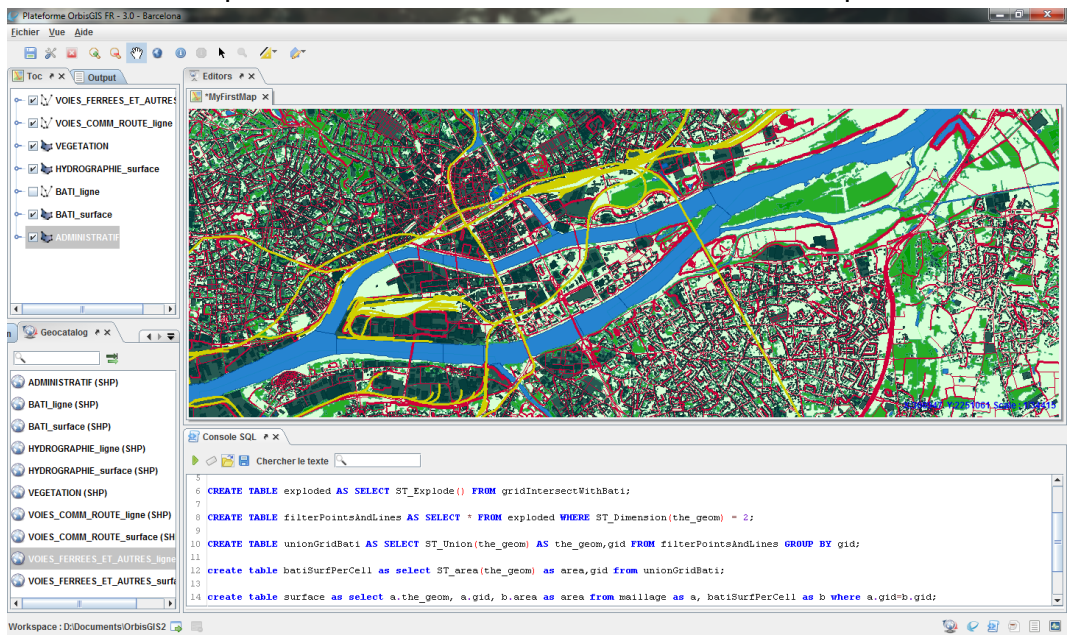 Plateforme OrbisGIS FR - 3.0 - Barcelona
Fichier Vue Aide
Toc
Output
VOIES_FERREES_ET_AUTRES
VOIES_COMM_ROUTE_ligne
VEGETATION
HYDROGRAPHIE_surface
BATI_ligne
BATI_surface
ADMINISTRATIF
Editors
*MyFirstMap
Geocatalog
ADMINISTRATIF (SHP)
BATI_ligne (SHP)
BATI_surface (SHP)
HYDROGRAPHIE_ligne (SHP)
HYDROGRAPHIE_surface (SHP)
VEGETATION (SHP)
VOIES_COMM_ROUTE_ligne (SHP)
VOIES_COMM_ROUTE_surface (SH
VOIES_FERREES_ET_AUTRES_ligne
VOIES_FERREES_ET_AUTRES_surfa
Console SQL
Chercher le texte
5
6 CREATE TABLE exploded AS SELECT ST_Explode() FROM gridIntersectWithBati;
7
8 CREATE TABLE filterPointsAndLines AS SELECT * FROM exploded WHERE ST_Dimension(the_geom) = 2;
9
10 CREATE TABLE unionGridBati AS SELECT ST_Union(the_geom) AS the_geom,gid FROM filterPointsAndLines GROUP BY gid;
11
12 create table batiSurfPerCell as select ST_area(the_geom) as area,gid from unionGridBati;
13
14 create table surface as select a.the_geom, a.gid, b.area as area from maillage as a, batiSurfPerCell as b where a.gid=b.gid;
Workspace : D:\Documents\OrbisGIS2